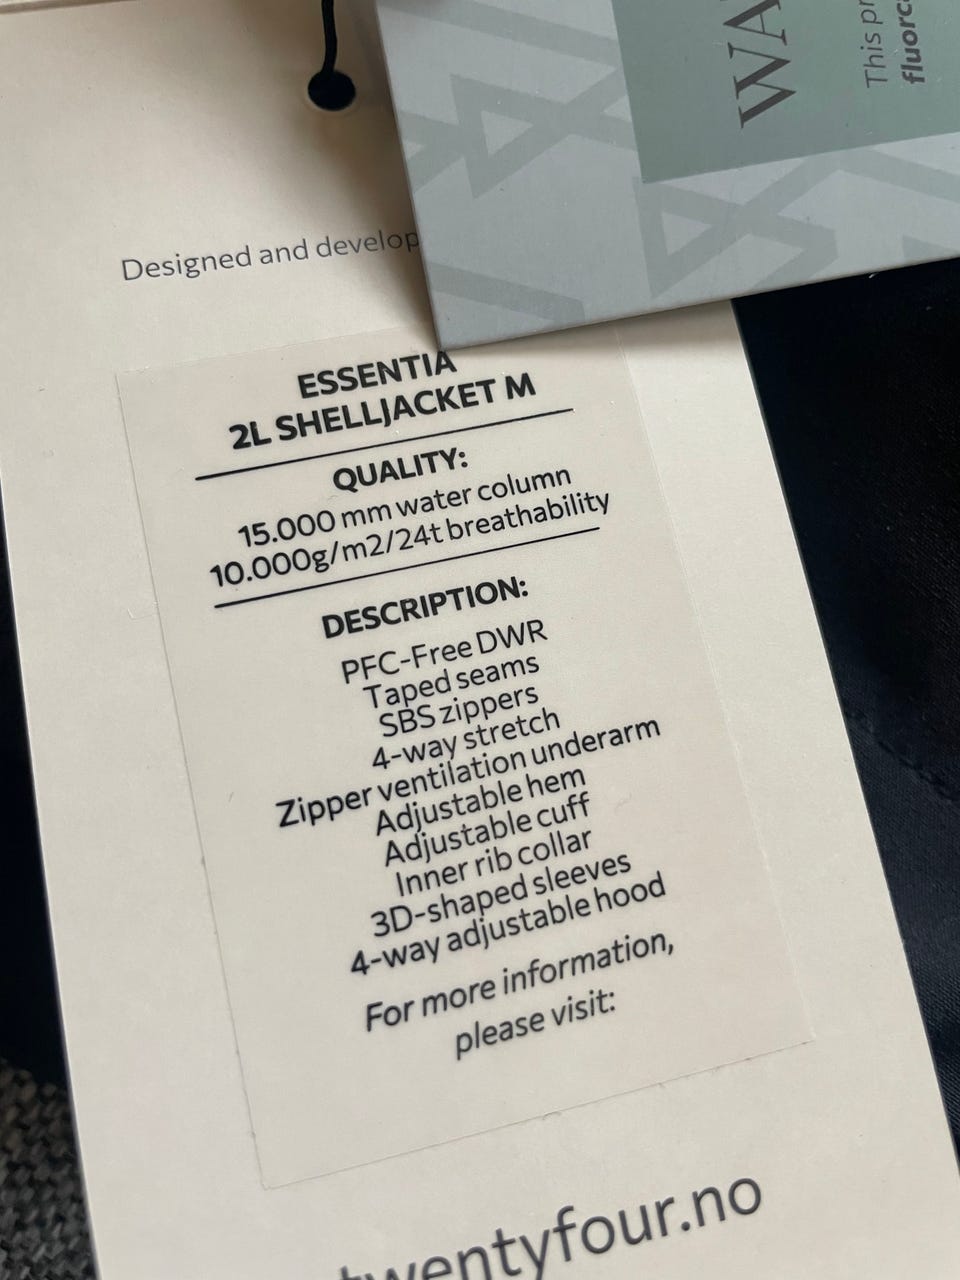 WA
This pr
fluorc
Designed and develop
ESSENTIA
2L SHELLJACKET M
QUALITY:
15.000 mm water column
10.000g/m2/24t breathability
DESCRIPTION:
PFC-Free DWR
Taped seams
SBS zippers
4-way stretch
Zipper ventilation underarm
Adjustable hem
Adjustable cuff
Inner rib collar
3D-shaped sleeves
4-way adjustable hood
For more information,
please visit:
twentyfour.no